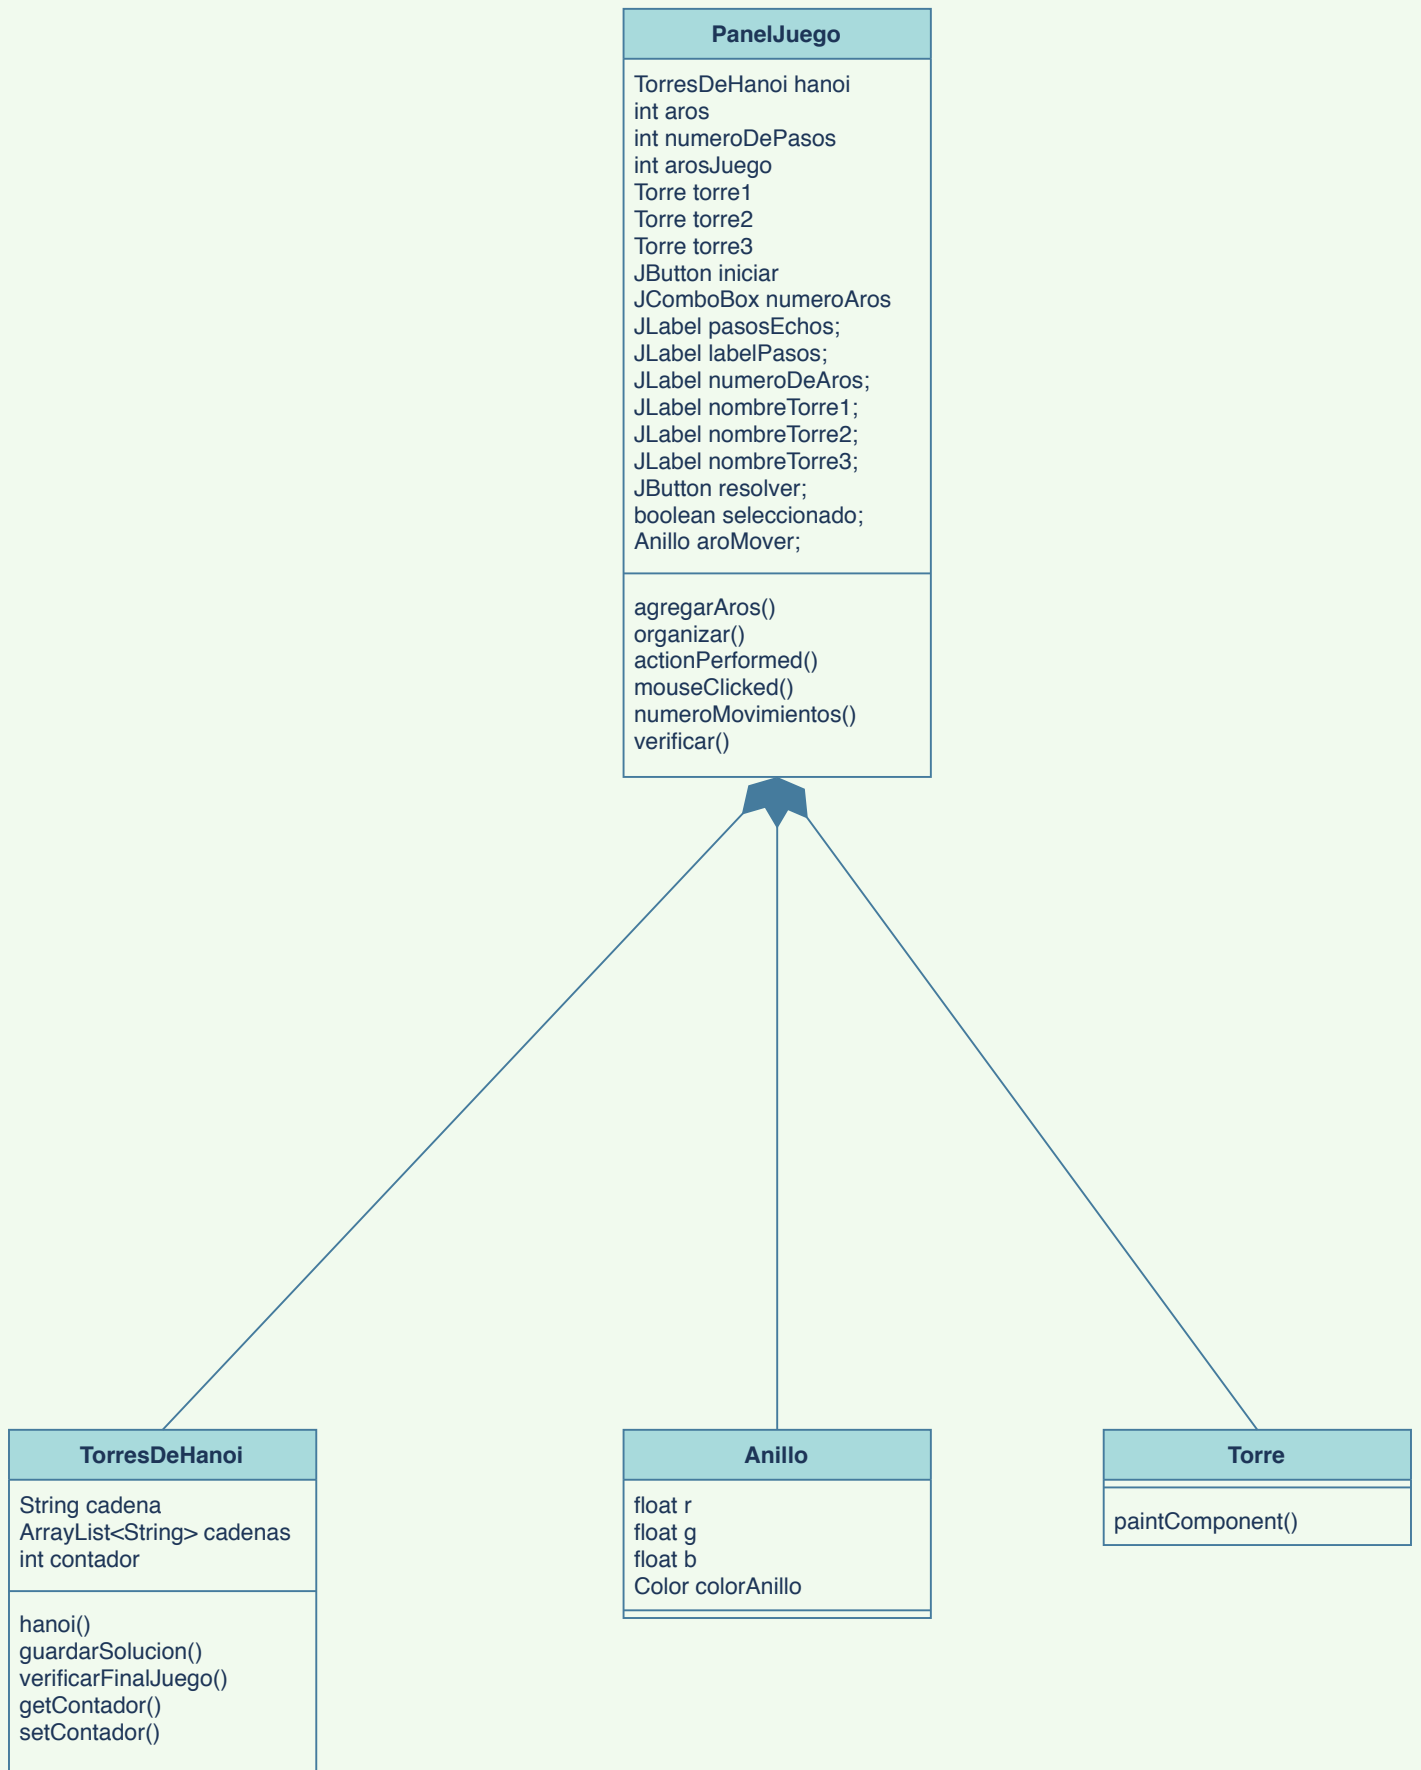 PanelJuego
TorresDeHanoi hanoi
int aros
int numeroDePasos
int arosJuego
Torre torre1
Torre torre2
Torre torre3
JButton iniciar
JComboBox numeroAros
JLabel pasosEchos;
JLabel labelPasos;
JLabel numeroDeAros;
JLabel nombreTorre1;
JLabel nombreTorre2;
JLabel nombreTorre3;
JButton resolver;
boolean seleccionado;
Anillo aroMover;
agregarAros()
organizar()
actionPerformed()
mouseClicked()
numeroMovimientos()
verificar()
TorresDeHanoi
String cadena
ArrayList<String> cadenas
int contador
hanoi()
guardarSolucion()
verificarFinalJuego()
getContador()
setContador()
Anillo
float r
float g
float b
Color colorAnillo
Torre
paintComponent()